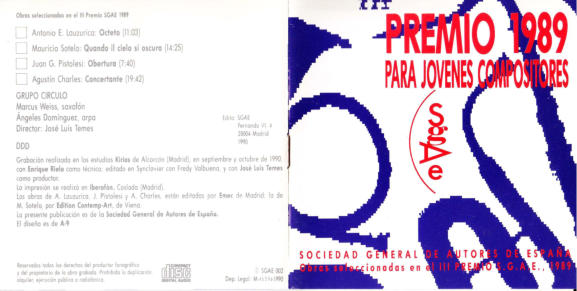 Obras seleccionadas en el III Premio SGAE 1989
Antonio E. Lauzurica: Octeto (11:03)
Mauricio Sotelo: Quando il cielo si oscura (14:25)
Juan G. Pistolesi: Obertura (7:40)
Agustín Charles: Concertante (19:42)
GRUPO CIRCULO
Marcus Weiss, saxofón
Ángeles Domínguez, arpa
Director: José Luis Temes
Edita: SGAE
Fernando VI, 4
28004 Madrid
1990
DDD
Grabación realizada en los estudios Kirios de Alcorcón (Madrid), en septiembre y octubre de 1990,
con Enrique Rielo como técnico; editado en Synclavier con Fredy Valbuena, y con José Luis Temes
como productor.
La impresión se realizó en Iberofón, Coslada (Madrid).
Las obras de A. Lauzurica, J. Pistolesi y A. Charles, están editadas por Emec de Madrid; la de
M. Sotelo, por Edition Contemp-Art, de Viena.
La presente publicación es de la Sociedad General de Autores de España.
El diseño es de A-9
Reservados todos los derechos del productor fonográfico
y del propietario de la obra grabada. Prohibida la duplicación
alquiler, ejecución pública o radiofónica.
COMPACT
disc
DIGITAL AUDIO
© SGAE-002
Dep. Legal: 1990
PREMIO 1989
PARA JOVENES COMPOSITORES
S.G.A.e
SOCIEDAD GENERAL DE AUTORES DE ESPAÑA
Obras seleccionadas en el III PREMIO S.G.A.E., 1989